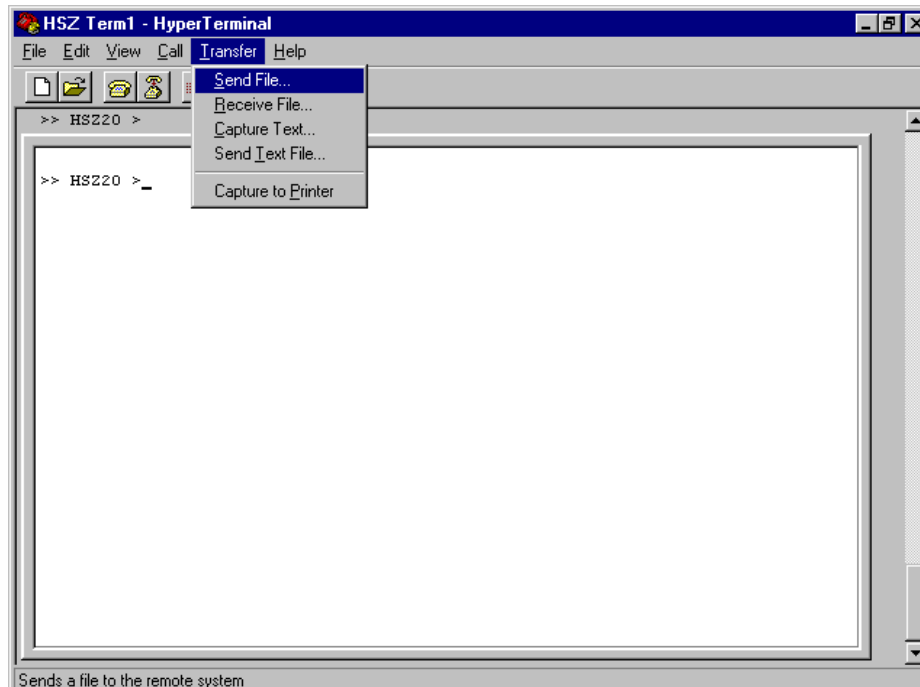 HSZ Term1 - HyperTerminal
File Edit View Call Transfer Help
Send File...
Receive File...
Capture Text...
Send Text File...
Capture to Printer
>> HSZ20 >
>> HSZ20 >_
Sends a file to the remote system